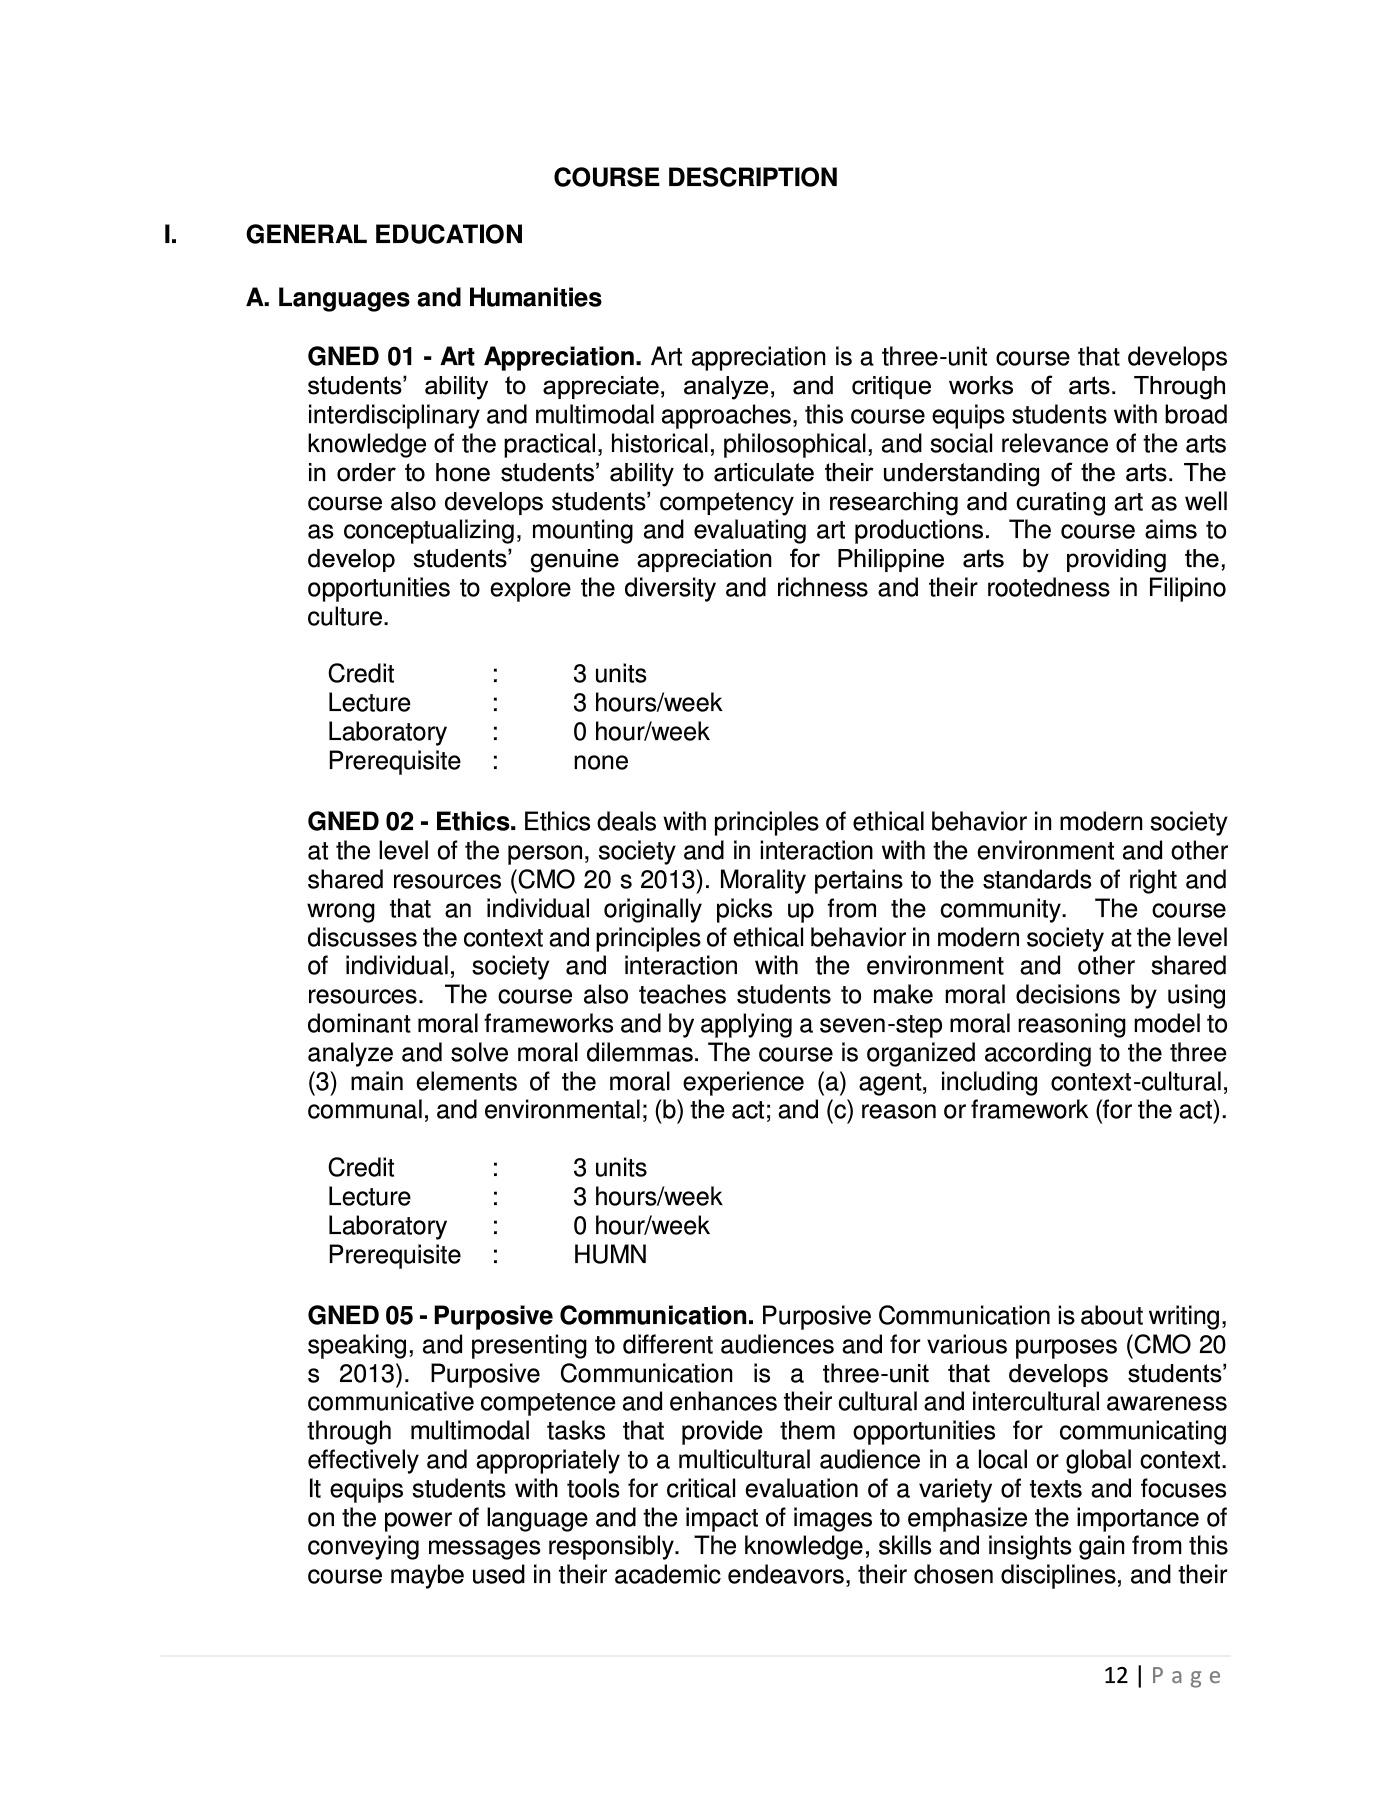 COURSE DESCRIPTION
I. GENERAL EDUCATION
A. Languages and Humanities
GNED 01 - Art Appreciation. Art appreciation is a three-unit course that develops
students’ ability to appreciate, analyze, and critique works of arts. Through
interdisciplinary and multimodal approaches, this course equips students with broad
knowledge of the practical, historical, philosophical, and social relevance of the arts
in order to hone students’ ability to articulate their understanding of the arts. The
course also develops students’ competency in researching and curating art as well
as conceptualizing, mounting and evaluating art productions. The course aims to
develop students’ genuine appreciation for Philippine arts by providing the,
opportunities to explore the diversity and richness and their rootedness in Filipino
culture.
Credit : 3 units
Lecture : 3 hours/week
Laboratory : 0 hour/week
Prerequisite : none
GNED 02 - Ethics. Ethics deals with principles of ethical behavior in modern society
at the level of the person, society and in interaction with the environment and other
shared resources (CMO 20 s 2013). Morality pertains to the standards of right and
wrong that an individual originally picks up from the community. The course
discusses the context and principles of ethical behavior in modern society at the level
of individual, society and interaction with the environment and other shared
resources. The course also teaches students to make moral decisions by using
dominant moral frameworks and by applying a seven-step moral reasoning model to
analyze and solve moral dilemmas. The course is organized according to the three
(3) main elements of the moral experience (a) agent, including context-cultural,
communal, and environmental; (b) the act; and (c) reason or framework (for the act).
Credit : 3 units
Lecture : 3 hours/week
Laboratory : 0 hour/week
Prerequisite : HUMN
GNED 05 - Purposive Communication. Purposive Communication is about writing,
speaking, and presenting to different audiences and for various purposes (CMO 20
s 2013). Purposive Communication is a three-unit that develops students’
communicative competence and enhances their cultural and intercultural awareness
through multimodal tasks that provide them opportunities for communicating
effectively and appropriately to a multicultural audience in a local or global context.
It equips students with tools for critical evaluation of a variety of texts and focuses
on the power of language and the impact of images to emphasize the importance of
conveying messages responsibly. The knowledge, skills and insights gain from this
course maybe used in their academic endeavors, their chosen disciplines, and their
12 | Page